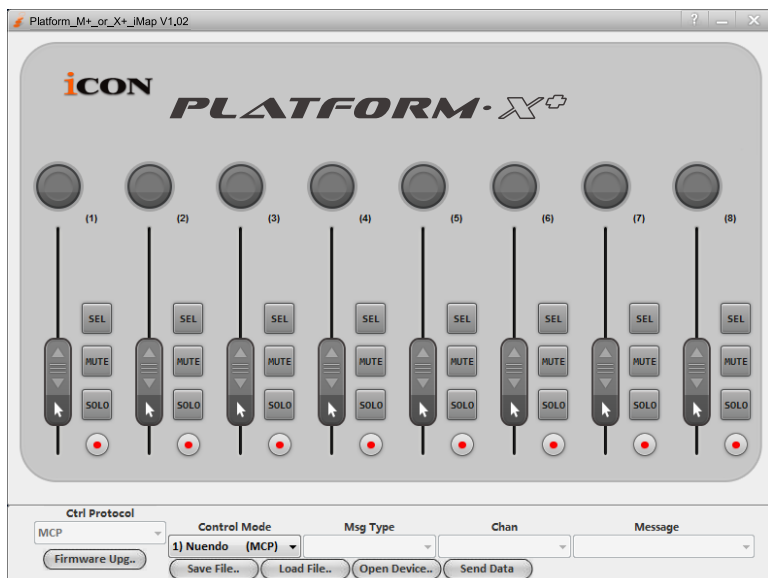 Platform_M+_or_X+_iMap V1.02
iCON
PLATFORM·X+
(1) (2) (3) (4) (5) (6) (7) (8)
SEL SEL SEL SEL SEL SEL SEL SEL
MUTE MUTE MUTE MUTE MUTE MUTE MUTE MUTE
SOLO SOLO SOLO SOLO SOLO SOLO SOLO SOLO
Ctrl Protocol
MCP
Control Mode Msg Type Chan Message
1) Nuendo (MCP)
Firmware Upg..
Save File.. Load File.. Open Device.. Send Data